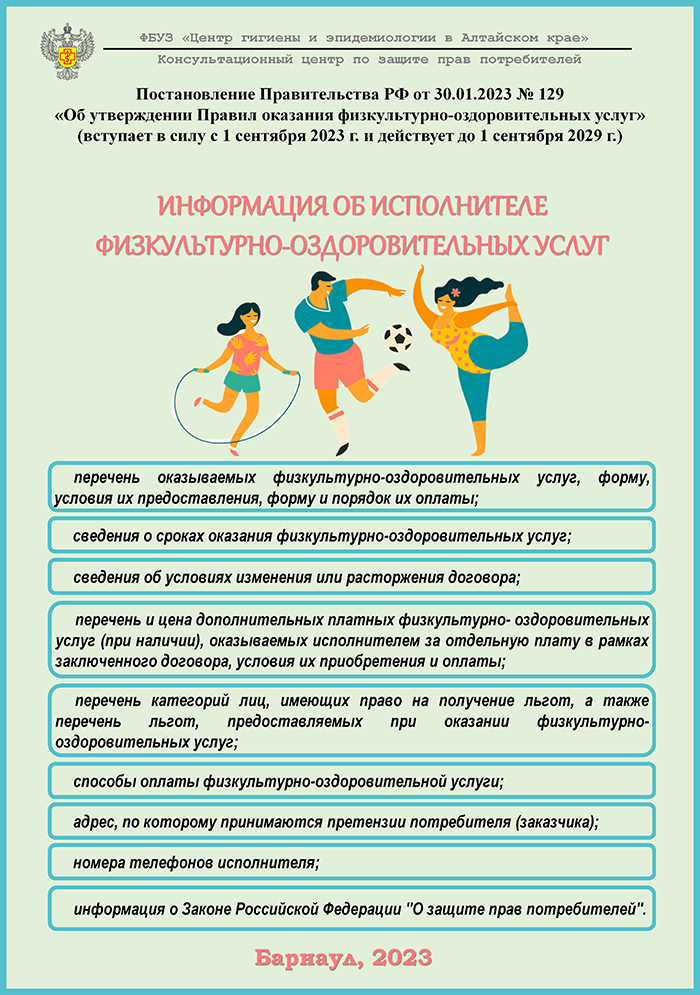 ФБУЗ «Центр гигиены и эпидемиологии в Алтайском крае»
Консультационный центр по защите прав потребителей
Постановление Правительства РФ от 30.01.2023 № 129
«Об утверждении Правил оказания физкультурно-оздоровительных услуг»
(вступает в силу с 1 сентября 2023 г. и действует до 1 сентября 2029 г.)
ИНФОРМАЦИЯ ОБ ИСПОЛНИТЕЛЕ
ФИЗКУЛЬТУРНО-ОЗДОРОВИТЕЛЬНЫХ УСЛУГ
перечень оказываемых физкультурно-оздоровительных услуг, форму,
условия их предоставления, форму и порядок их оплаты;
сведения о сроках оказания физкультурно-оздоровительных услуг;
сведения об условиях изменения или расторжения договора;
перечень и цена дополнительных платных физкультурно- оздоровительных
услуг (при наличии), оказываемых исполнителем за отдельную плату в рамках
заключенного договора, условия их приобретения и оплаты;
перечень категорий лиц, имеющих право на получение льгот, а также
перечень льгот, предоставляемых при оказании физкультурно-
оздоровительных услуг;
способы оплаты физкультурно-оздоровительной услуги;
адрес, по которому принимаются претензии потребителя (заказчика);
номера телефонов исполнителя;
информация о Законе Российской Федерации "О защите прав потребителей".
Барнаул, 2023